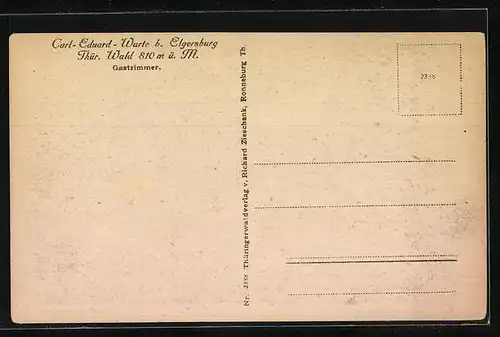 Carl-Eduard-Warte b. Elgersburg
Thür. Wald 810 m ü. M.
Gastzimmer.
Nr. 2338 Thüringerwaldverlag v. Richard Zieschank, Ronneburg Th.
2338